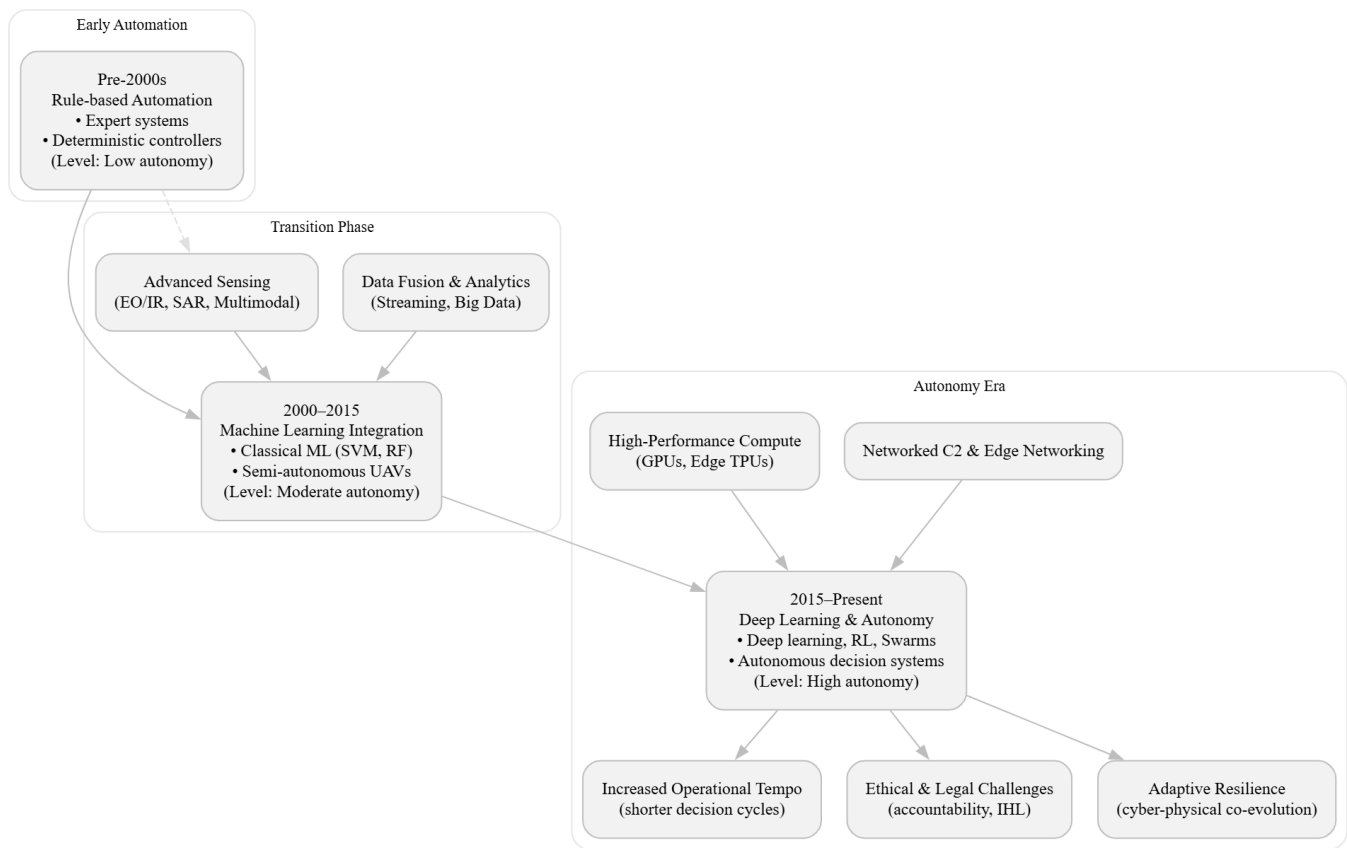 Early Automation
Pre-2000s
Rule-based Automation
• Expert systems
• Deterministic controllers
(Level: Low autonomy)
Transition Phase
Advanced Sensing
(EO/IR, SAR, Multimodal)
Data Fusion & Analytics
(Streaming, Big Data)
2000–2015
Machine Learning Integration
• Classical ML (SVM, RF)
• Semi-autonomous UAVs
(Level: Moderate autonomy)
Autonomy Era
High-Performance Compute
(GPUs, Edge TPUs)
Networked C2 & Edge Networking
2015–Present
Deep Learning & Autonomy
• Deep learning, RL, Swarms
• Autonomous decision systems
(Level: High autonomy)
Increased Operational Tempo
(shorter decision cycles)
Ethical & Legal Challenges
(accountability, IHL)
Adaptive Resilience
(cyber-physical co-evolution)